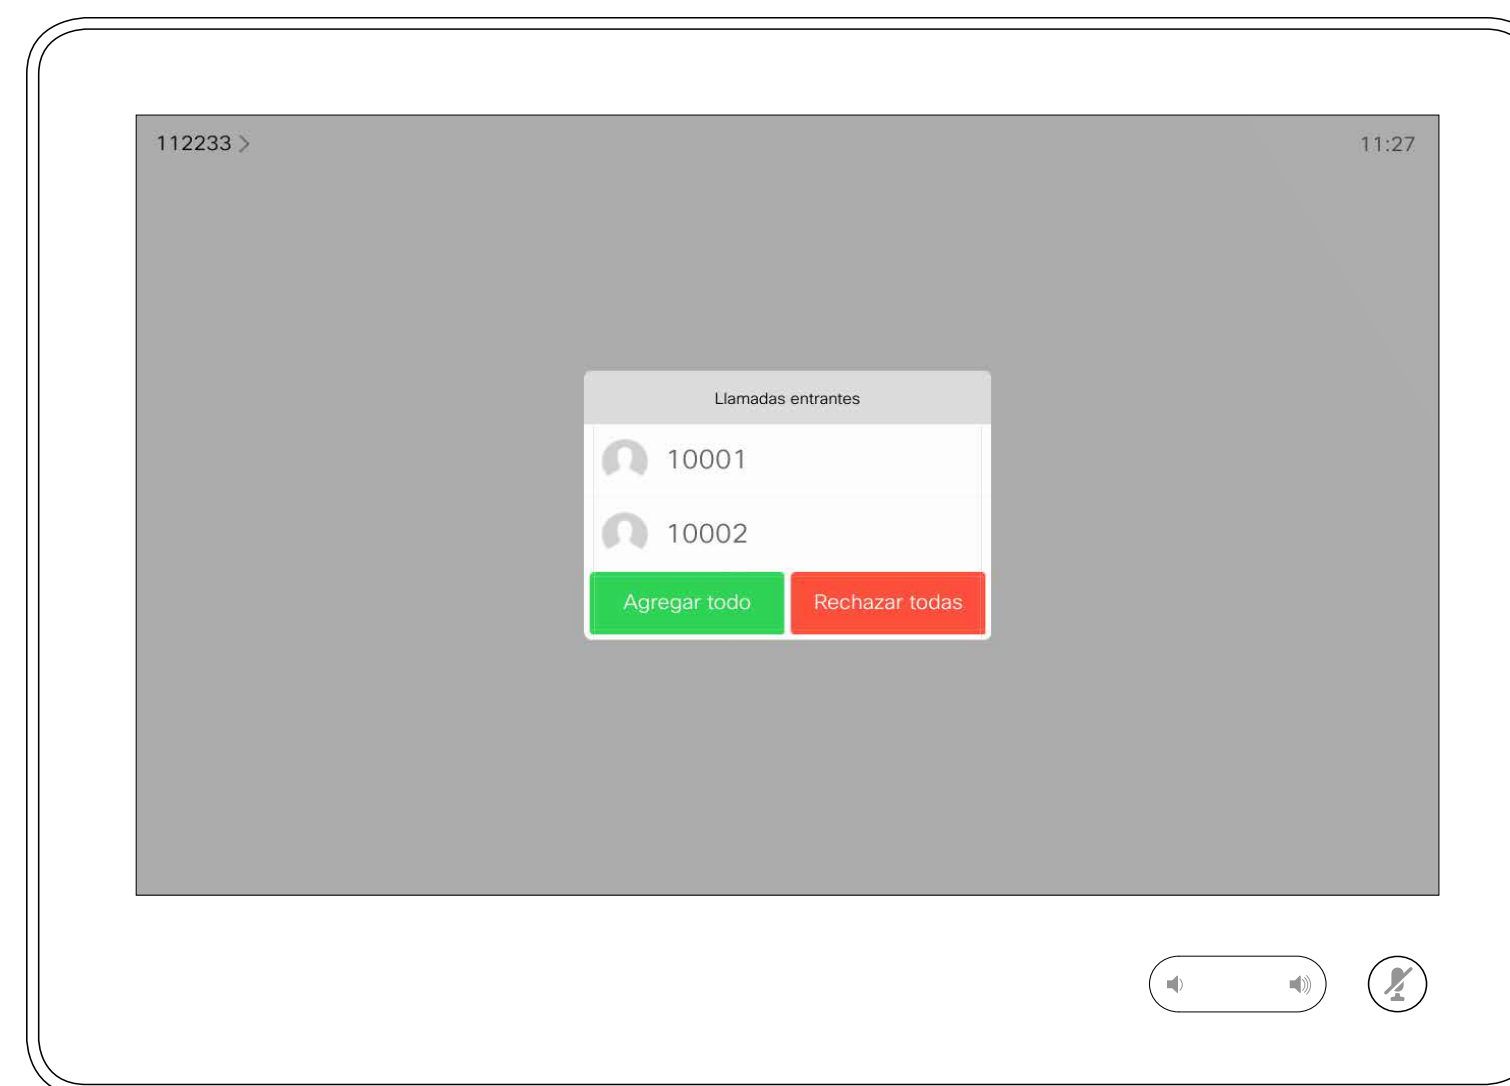 112233 >
11:27
Llamadas entrantes
10001
10002
Agregar todo
Rechazar todas